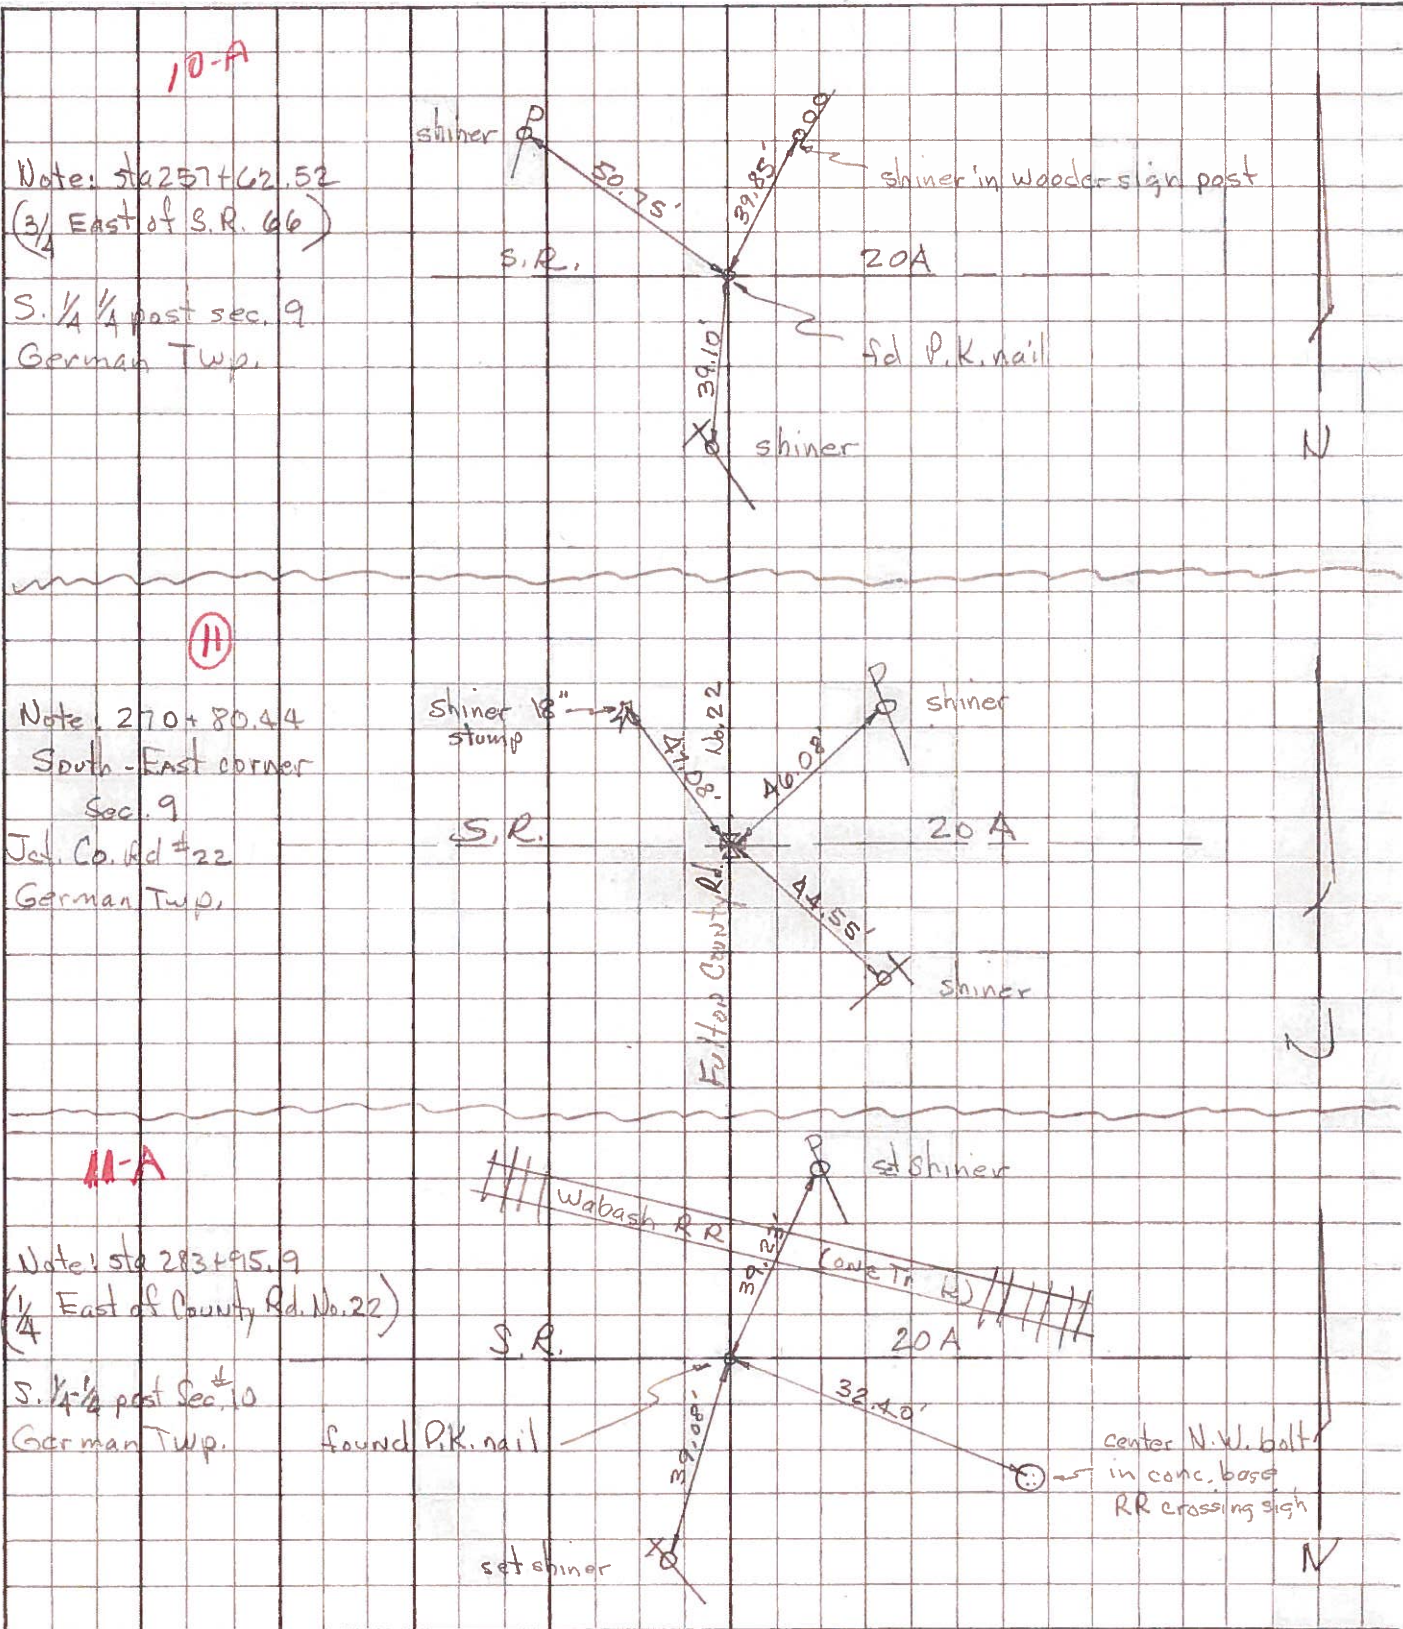 10-A
P
shiner
shiner in wooden sign post
Note: sta 257+62.52
(3/4 East of S.R. 66)
50.75'
39.85'
S.R.
20A
S. 1/4 1/4 post sec. 9
German Twp.
39.10'
fd P.K. nail
X
shiner
N
11
Note: 270+80.44
South-East corner
Sec. 9
Jct. Co. Rd #22
German Twp.
shiner 18"
stump
P
shiner
47.08'
46.08'
Fulton County Rd. No. 22
S.R.
20 A
44.55'
X
shiner
11-A
P
set shiner
Wabash R R
39.23'
Note: sta 283+95.9
(1/4 East of County Rd. No. 22)
S.R.
20A
S. 1/4-1/4 post Sec. #10
German Twp.
found P.K. nail
39.08'
32.40'
center N.W. bolt
in conc. base
RR crossing sign
X
set shiner
N